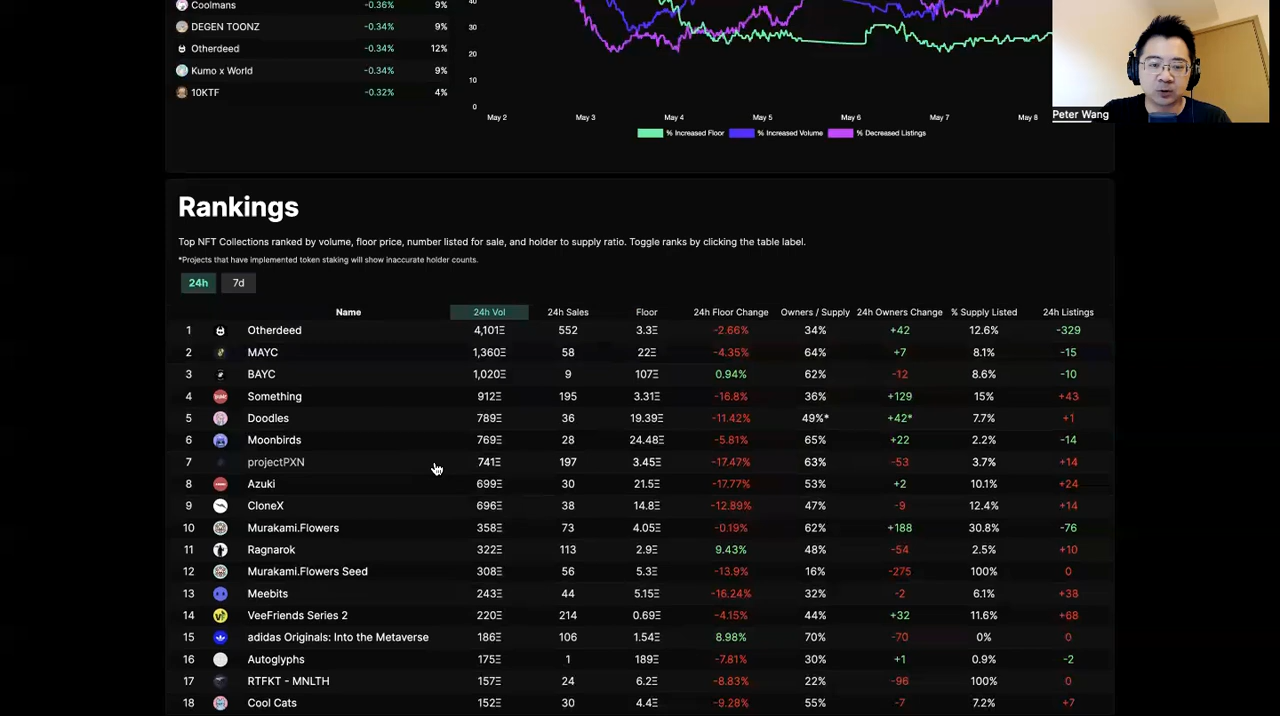 Coolmans -0.36% 9%
DEGEN TOONZ -0.34% 9%
Otherdeed -0.34% 12%
Kumo x World -0.34% 9%
10KTF -0.32% 4%
40
30
20
10
0
May 2 May 3 May 4 May 5 May 6 May 7 May 8
% Increased Floor % Increased Volume % Decreased Listings
Peter Wang
Rankings
Top NFT Collections ranked by volume, floor price, number listed for sale, and holder to supply ratio. Toggle ranks by clicking the table label.
*Projects that have implemented token staking will show inaccurate holder counts.
24h 7d
Name 24h Vol 24h Sales Floor 24h Floor Change Owners / Supply 24h Owners Change % Supply Listed 24h Listings
1 Otherdeed 4,101Ξ 552 3.3Ξ -2.66% 34% +42 12.6% -329
2 MAYC 1,360Ξ 58 22Ξ -4.35% 64% +7 8.1% -15
3 BAYC 1,020Ξ 9 107Ξ 0.94% 62% -12 8.6% -10
4 Something 912Ξ 195 3.31Ξ -16.8% 36% +129 15% +43
5 Doodles 789Ξ 36 19.39Ξ -11.42% 49%* +42* 7.7% +1
6 Moonbirds 769Ξ 28 24.48Ξ -5.81% 65% +22 2.2% -14
7 projectPXN 741Ξ 197 3.45Ξ -17.47% 63% -53 3.7% +14
8 Azuki 699Ξ 30 21.5Ξ -17.77% 53% +2 10.1% +24
9 CloneX 696Ξ 38 14.8Ξ -12.89% 47% -9 12.4% +14
10 Murakami.Flowers 358Ξ 73 4.05Ξ -0.19% 62% +188 30.8% -76
11 Ragnarok 322Ξ 113 2.9Ξ 9.43% 48% -54 2.5% +10
12 Murakami.Flowers Seed 308Ξ 56 5.3Ξ -13.9% 16% -275 100% 0
13 Meebits 243Ξ 44 5.15Ξ -16.24% 32% -2 6.1% +38
14 VeeFriends Series 2 220Ξ 214 0.69Ξ -4.15% 44% +32 11.6% +68
15 adidas Originals: Into the Metaverse 186Ξ 106 1.54Ξ 8.98% 70% -70 0% 0
16 Autoglyphs 175Ξ 1 189Ξ -7.81% 30% +1 0.9% -2
17 RTFKT - MNLTH 157Ξ 24 6.2Ξ -8.83% 22% -96 100% 0
18 Cool Cats 152Ξ 30 4.4Ξ -9.28% 55% -7 7.2% +7